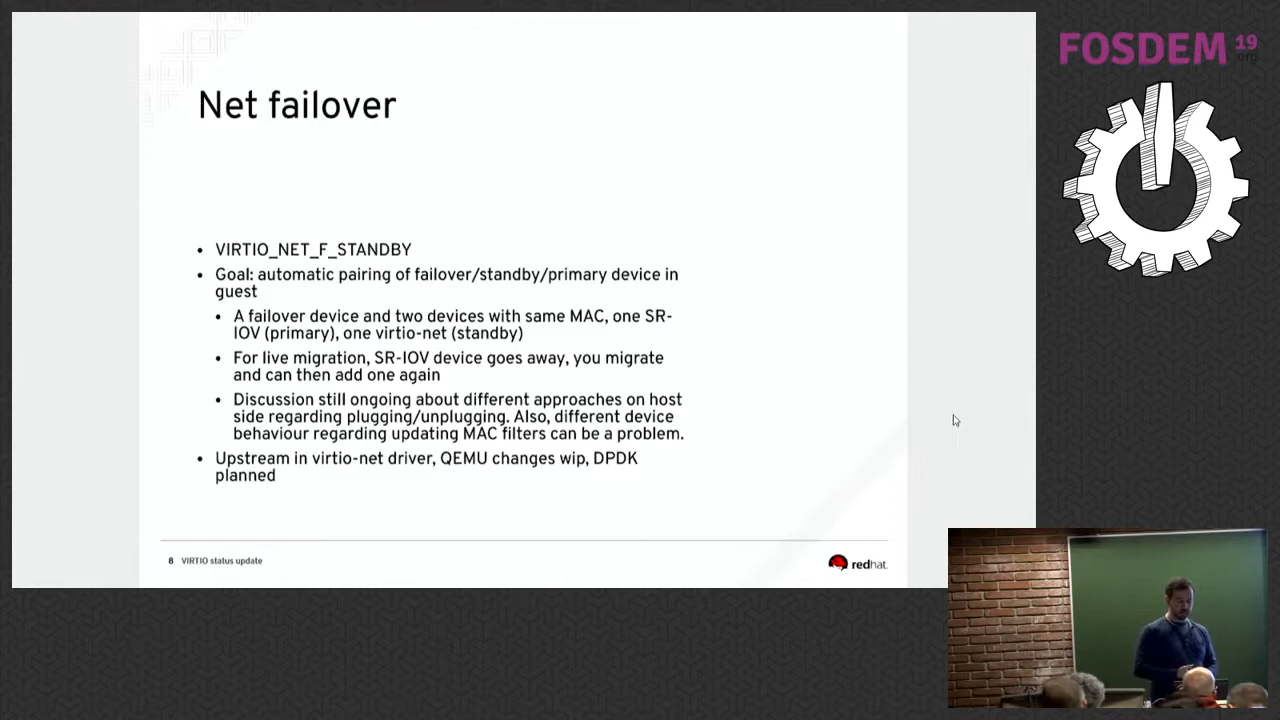 FOSDEM 19
.org
Net failover
• VIRTIO_NET_F_STANDBY
• Goal: automatic pairing of failover/standby/primary device in
guest
• A failover device and two devices with same MAC, one SR-
IOV (primary), one virtio-net (standby)
• For live migration, SR-IOV device goes away, you migrate
and can then add one again
• Discussion still ongoing about different approaches on host
side regarding plugging/unplugging. Also, different device
behaviour regarding updating MAC filters can be a problem.
• Upstream in virtio-net driver, QEMU changes wip, DPDK
planned
8 VIRTIO status update
redhat.